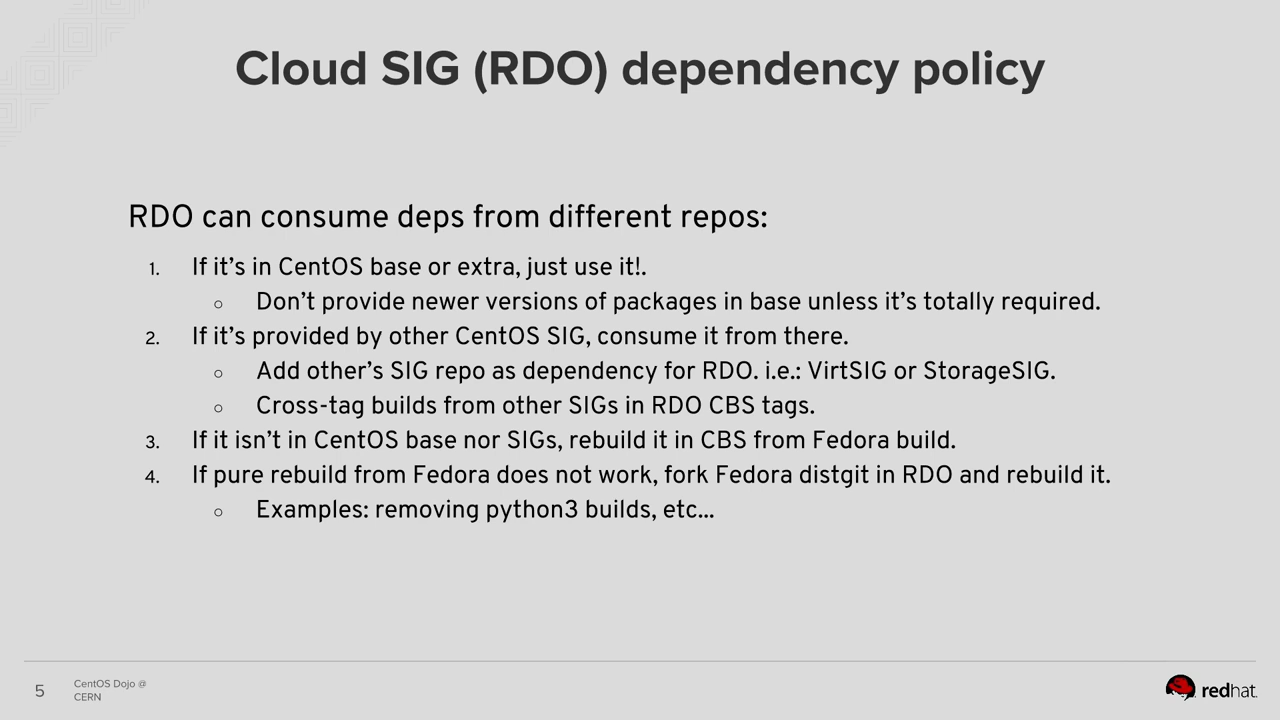 Cloud SIG (RDO) dependency policy
RDO can consume deps from different repos:
1. If it’s in CentOS base or extra, just use it!.
○ Don’t provide newer versions of packages in base unless it’s totally required.
2. If it’s provided by other CentOS SIG, consume it from there.
○ Add other’s SIG repo as dependency for RDO. i.e.: VirtSIG or StorageSIG.
○ Cross-tag builds from other SIGs in RDO CBS tags.
3. If it isn’t in CentOS base nor SIGs, rebuild it in CBS from Fedora build.
4. If pure rebuild from Fedora does not work, fork Fedora distgit in RDO and rebuild it.
○ Examples: removing python3 builds, etc...
5
CentOS Dojo @
CERN
redhat.